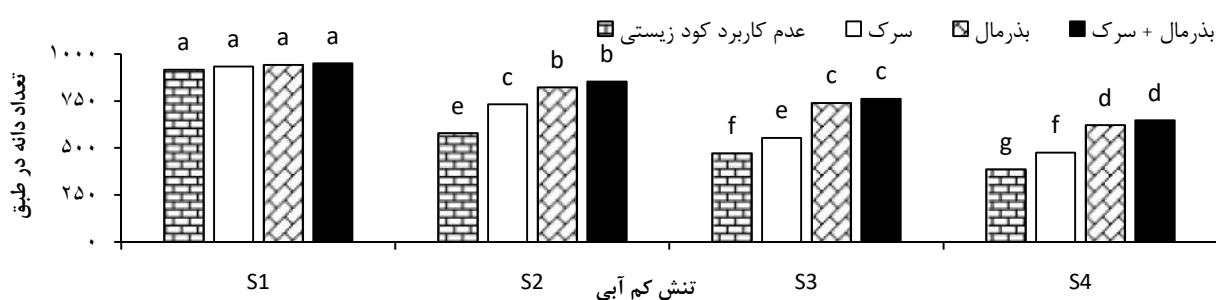 عدم کاربرد کود زیستی سرک بذرمال بذرمال + سرک
تعداد دانه در طبق
۱۰۰۰
۷۵۰
۵۰۰
۲۵۰
۰
a a a a
e c b b
f e c c
g f d d
S1 S2 S3 S4
تنش کم آبی